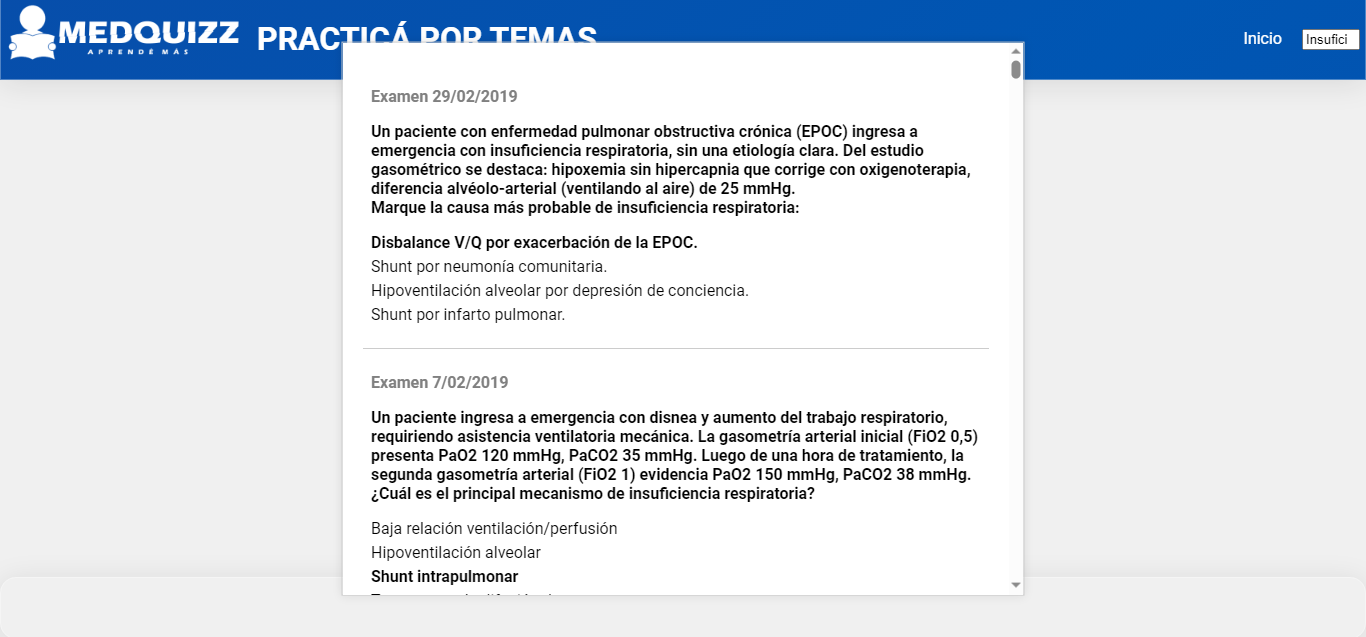 MEDQUIZZ
APRENDÉ MÁS
PRACTICÁ POR TEMAS
Inicio
Insufici
Examen 29/02/2019
Un paciente con enfermedad pulmonar obstructiva crónica (EPOC) ingresa a
emergencia con insuficiencia respiratoria, sin una etiología clara. Del estudio
gasométrico se destaca: hipoxemia sin hipercapnia que corrige con oxigenoterapia,
diferencia alvéolo-arterial (ventilando al aire) de 25 mmHg.
Marque la causa más probable de insuficiencia respiratoria:
Disbalance V/Q por exacerbación de la EPOC.
Shunt por neumonía comunitaria.
Hipoventilación alveolar por depresión de conciencia.
Shunt por infarto pulmonar.
Examen 7/02/2019
Un paciente ingresa a emergencia con disnea y aumento del trabajo respiratorio,
requiriendo asistencia ventilatoria mecánica. La gasometría arterial inicial (FiO2 0,5)
presenta PaO2 120 mmHg, PaCO2 35 mmHg. Luego de una hora de tratamiento, la
segunda gasometría arterial (FiO2 1) evidencia PaO2 150 mmHg, PaCO2 38 mmHg.
¿Cuál es el principal mecanismo de insuficiencia respiratoria?
Baja relación ventilación/perfusión
Hipoventilación alveolar
Shunt intrapulmonar